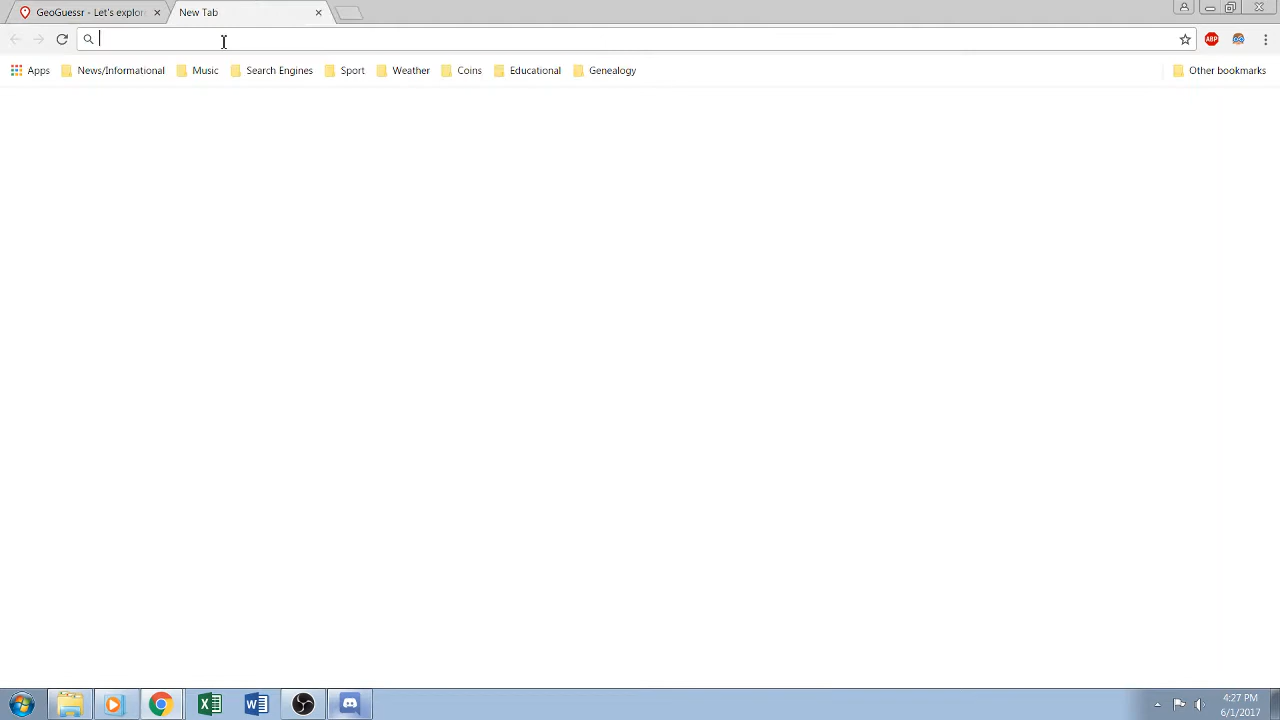 GeoGuessr - Let's explor
New Tab
ABP
Apps News/Informational Music Search Engines Sport Weather Coins Educational Genealogy Other bookmarks
4:27 PM
6/1/2017